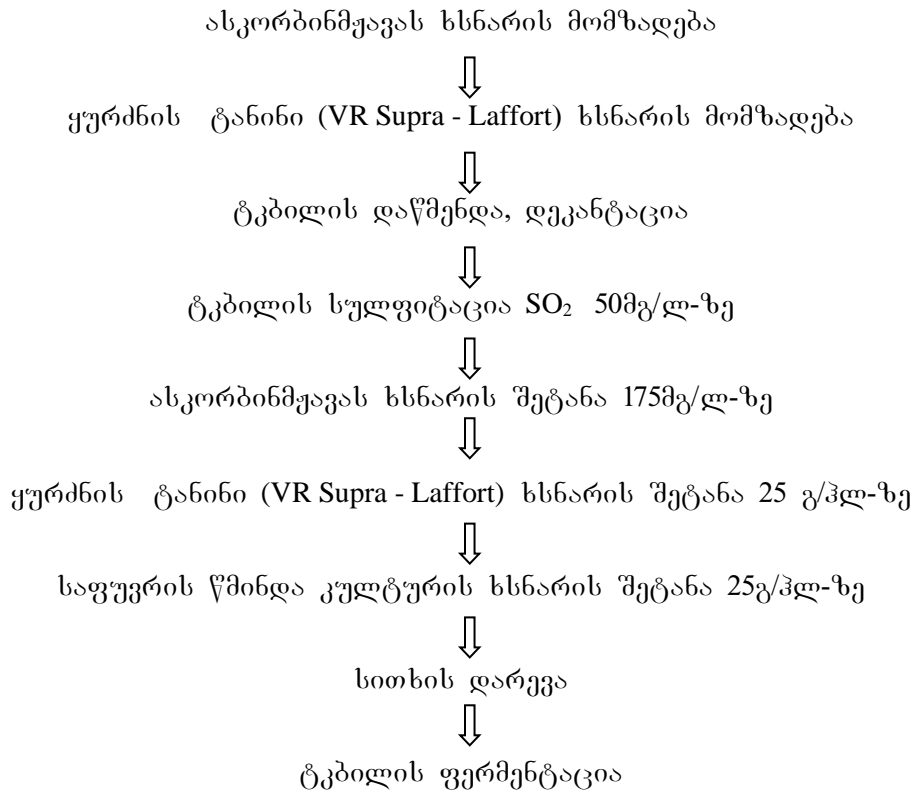 ასკორბინმჟავას ხსნარის მომზადება
ყურძნის ტანინი (VR Supra - Laffort) ხსნარის მომზადება
ტკბილის დაწმენდა, დეკანტაცია
ტკბილის სულფიტაცია SO₂ 50მგ/ლ-ზე
ასკორბინმჟავას ხსნარის შეტანა 175მგ/ლ-ზე
ყურძნის ტანინი (VR Supra - Laffort) ხსნარის შეტანა 25 გ/ჰლ-ზე
საფუვრის წმინდა კულტურის ხსნარის შეტანა 25გ/ჰლ-ზე
სითხის დარევა
ტკბილის ფერმენტაცია